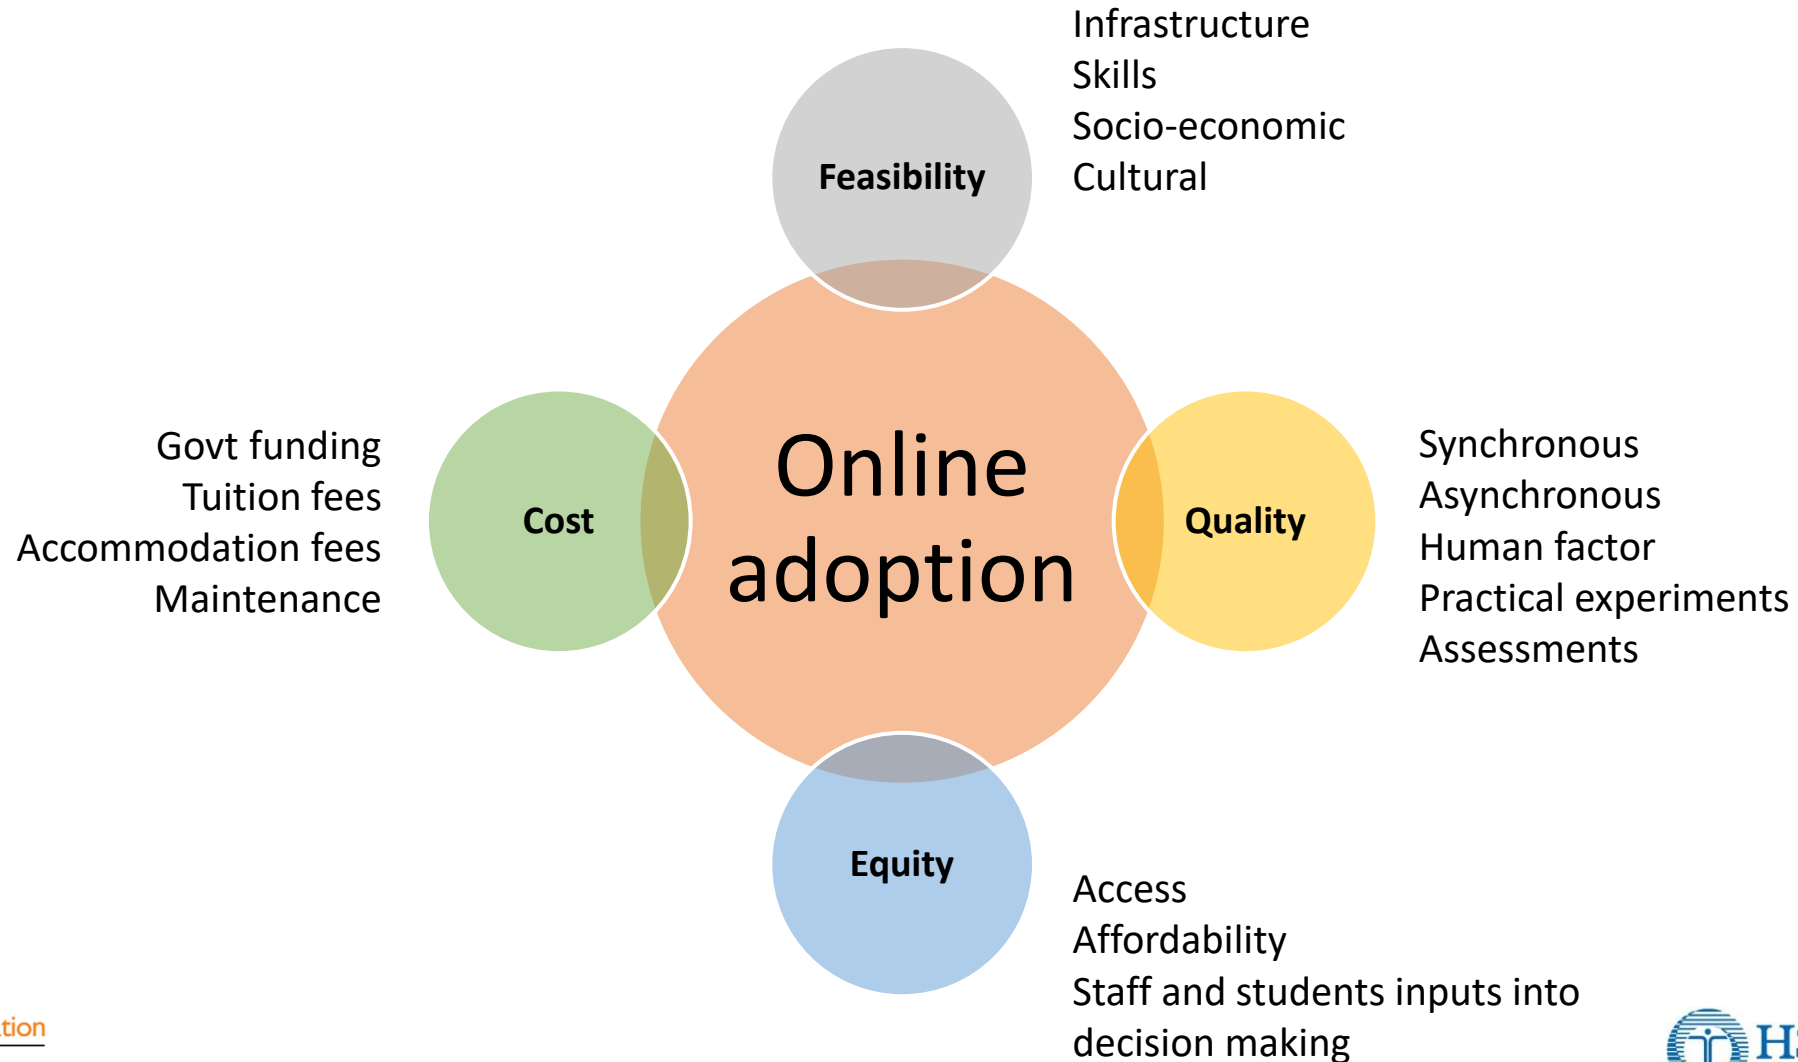 Infrastructure
Skills
Socio-economic
Cultural
Feasibility
Govt funding
Tuition fees
Accommodation fees
Maintenance
Cost
Online
adoption
Quality
Synchronous
Asynchronous
Human factor
Practical experiments
Assessments
Equity
Access
Affordability
Staff and students inputs into
decision making